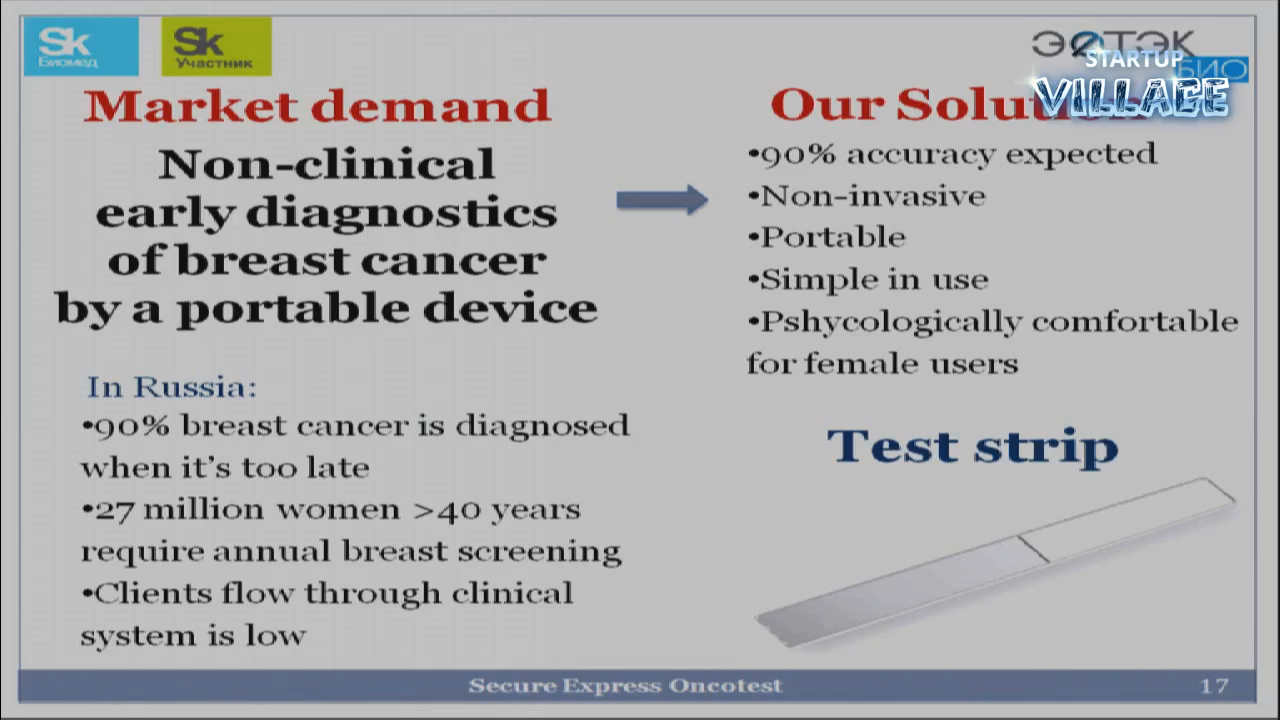 Sk
Биомед
Sk
Участник
ЭФТЭК
БИО
STARTUP
VILLAGE
Market demand
Non-clinical
early diagnostics
of breast cancer
by a portable device
In Russia:
•90% breast cancer is diagnosed
when it's too late
•27 million women >40 years
require annual breast screening
•Clients flow through clinical
system is low
Our Solut
•90% accuracy expected
•Non-invasive
•Portable
•Simple in use
•Pshycologically comfortable
for female users
Test strip
Secure Express Oncotest
17